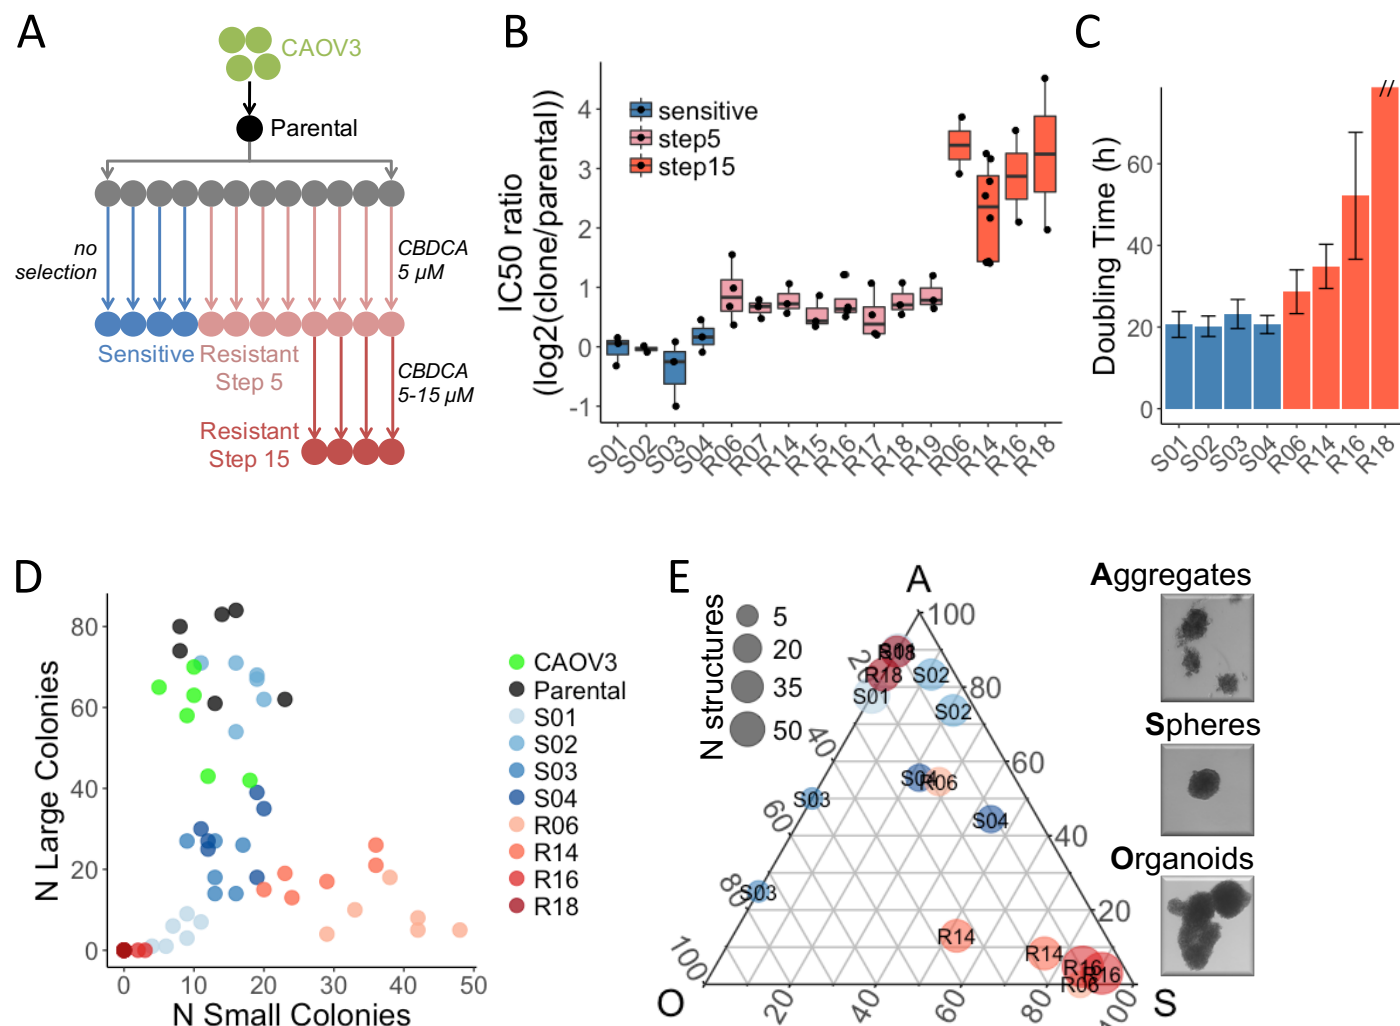 A
CAOV3
Parental
no
selection
CBDCA
5 µM
Sensitive
Resistant
Step 5
CBDCA
5-15 µM
Resistant
Step 15
B
IC50 ratio
(log2(clone/parental))
4
3
2
1
0
-1
sensitive
step5
step15
S01
S02
S03
S04
R06
R07
R14
R15
R16
R17
R18
R19
R06
R14
R16
R18
C
Doubling Time (h)
60
40
20
0
//
S01
S02
S03
S04
R06
R14
R16
R18
D
N Large Colonies
80
60
40
20
0
0
10
20
30
40
50
N Small Colonies
CAOV3
Parental
S01
S02
S03
S04
R06
R14
R16
R18
E
N structures
5
20
35
50
A
100
80
60
40
20
20
40
60
80
100
O
20
40
60
80
100
S
R18
R18
S01
S02
S02
S04
R06
S03
S04
S03
R14
R14
R16
R16
R06
Aggregates
Spheres
Organoids